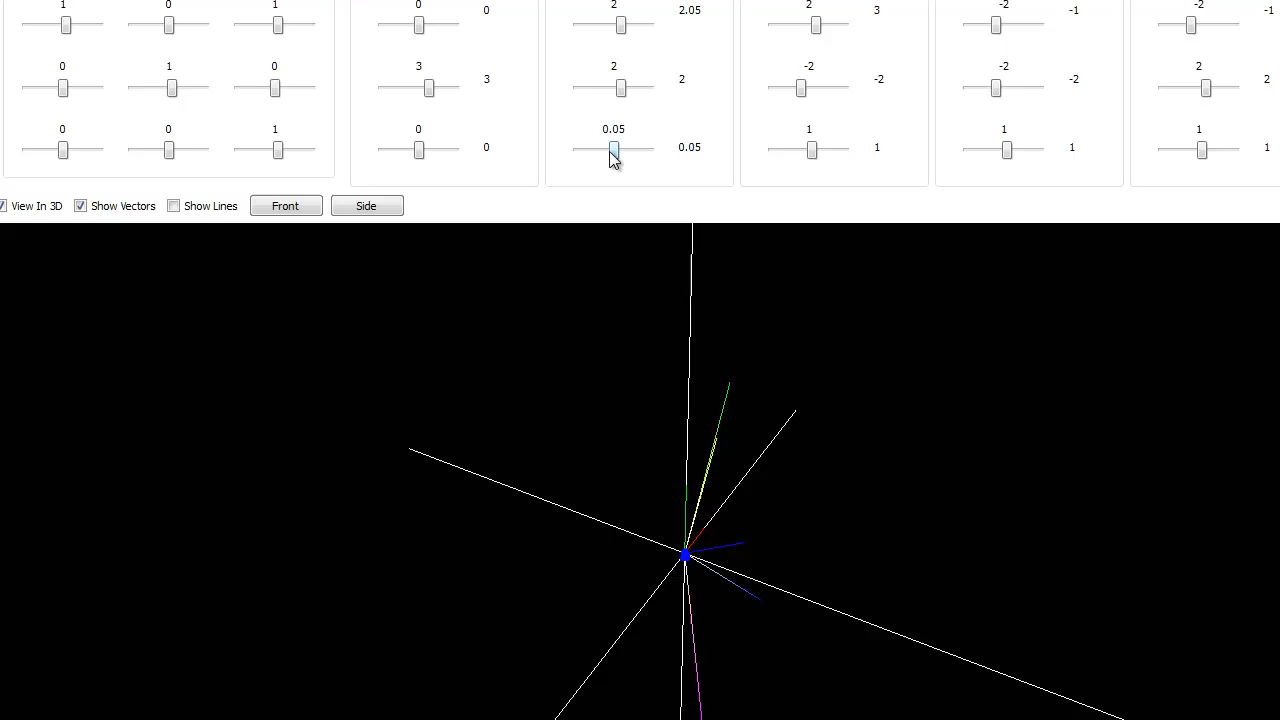 1 0 1 0 0 2 2.05 2 3 -2 -1 -2 -1
0 1 0 3 3 2 2 -2 -2 -2 -2 2 2
0 0 1 0 0 0.05 0.05 1 1 1 1 1 1
View In 3D Show Vectors Show Lines Front Side